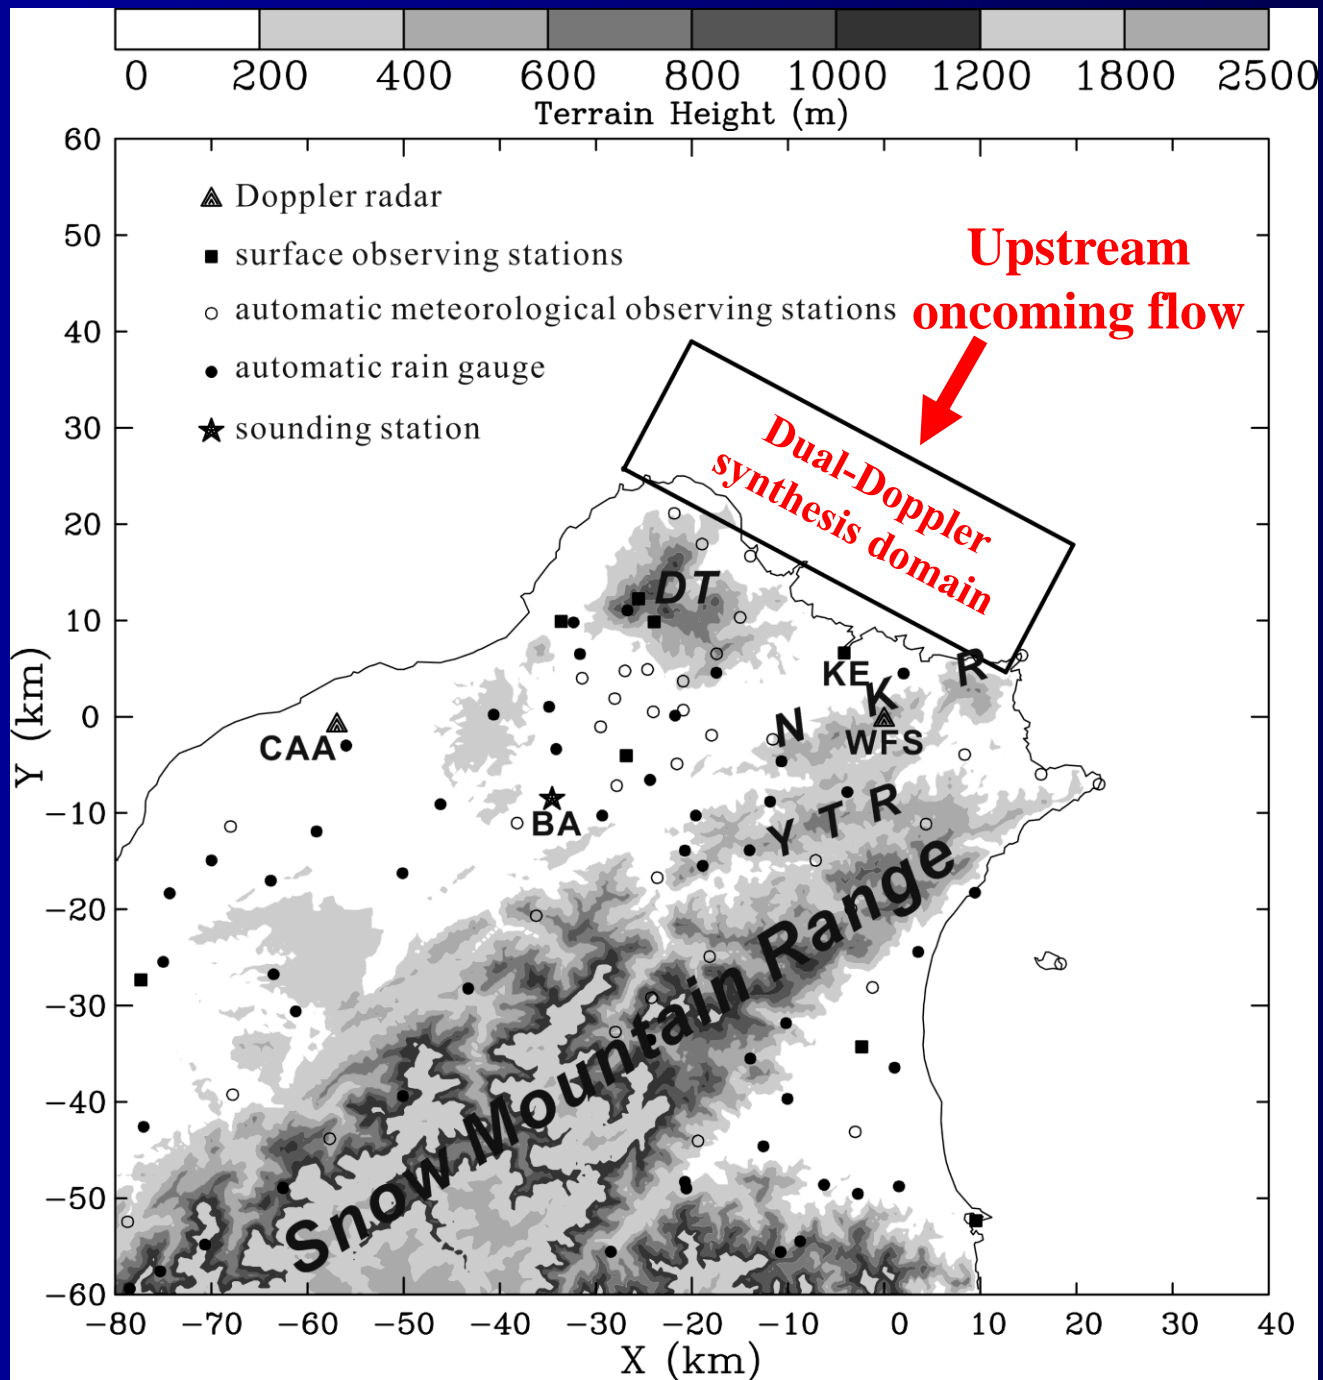 0 200 400 600 800 1000 1200 1800 2500
Terrain Height (m)
60
50
40
30
20
10
0
−10
−20
−30
−40
−50
−60
Y (km)
Doppler radar
surface observing stations
automatic meteorological observing stations
automatic rain gauge
sounding station
Upstream
oncoming flow
Dual-Doppler
synthesis domain
DT
KE
N K R
WFS
CAA
BA
Y T R
Snow Mountain Range
−80 −70 −60 −50 −40 −30 −20 −10 0 10 20 30 40
X (km)